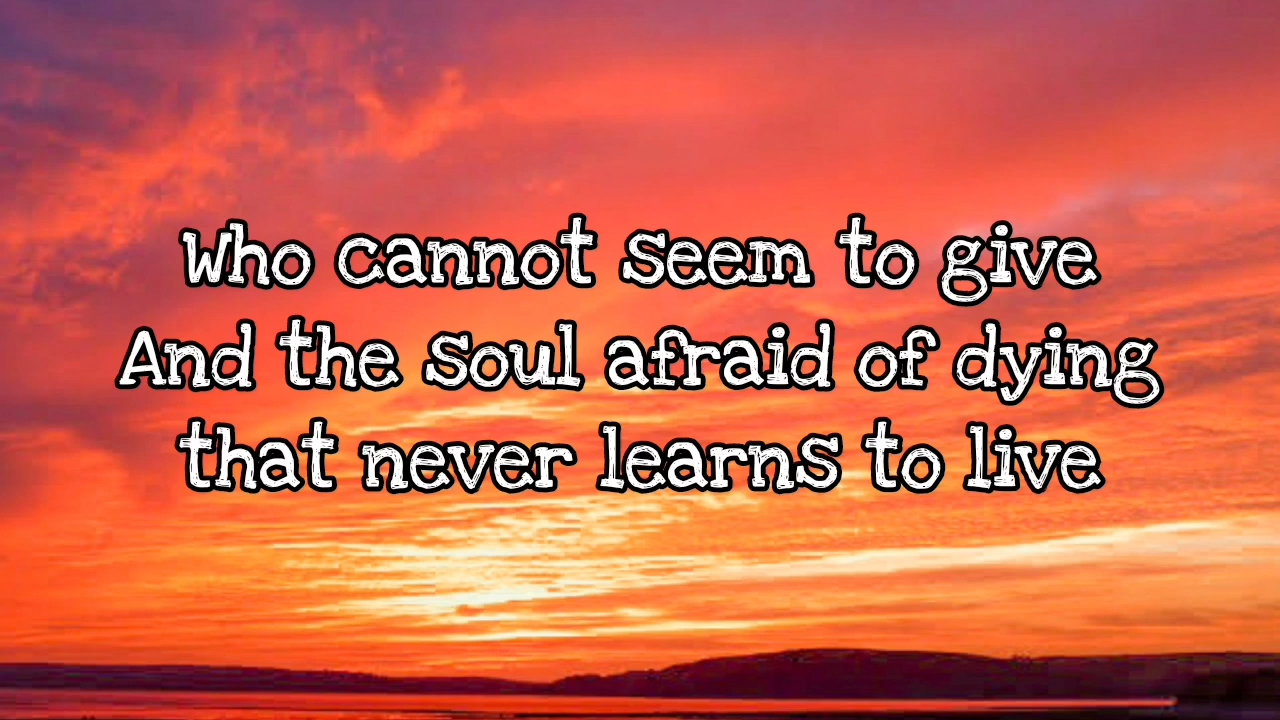 Who cannot seem to give
And the soul afraid of dying
that never learns to live